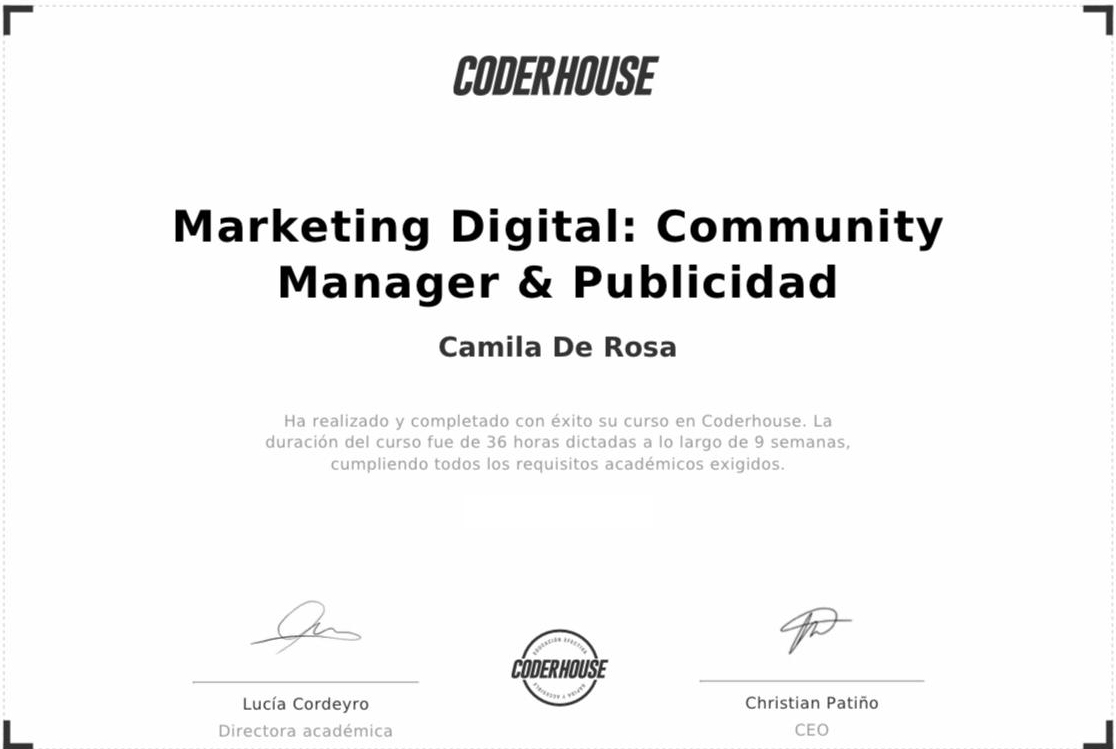 CODERHOUSE
Marketing Digital: Community
Manager & Publicidad
Camila De Rosa
Ha realizado y completado con éxito su curso en Coderhouse. La
duración del curso fue de 36 horas dictadas a lo largo de 9 semanas,
cumpliendo todos los requisitos académicos exigidos.
EDUCACIÓN EFECTIVA
CODERHOUSE
RÁPIDA Y ACCESIBLE
Lucía Cordeyro
Directora académica
Christian Patiño
CEO